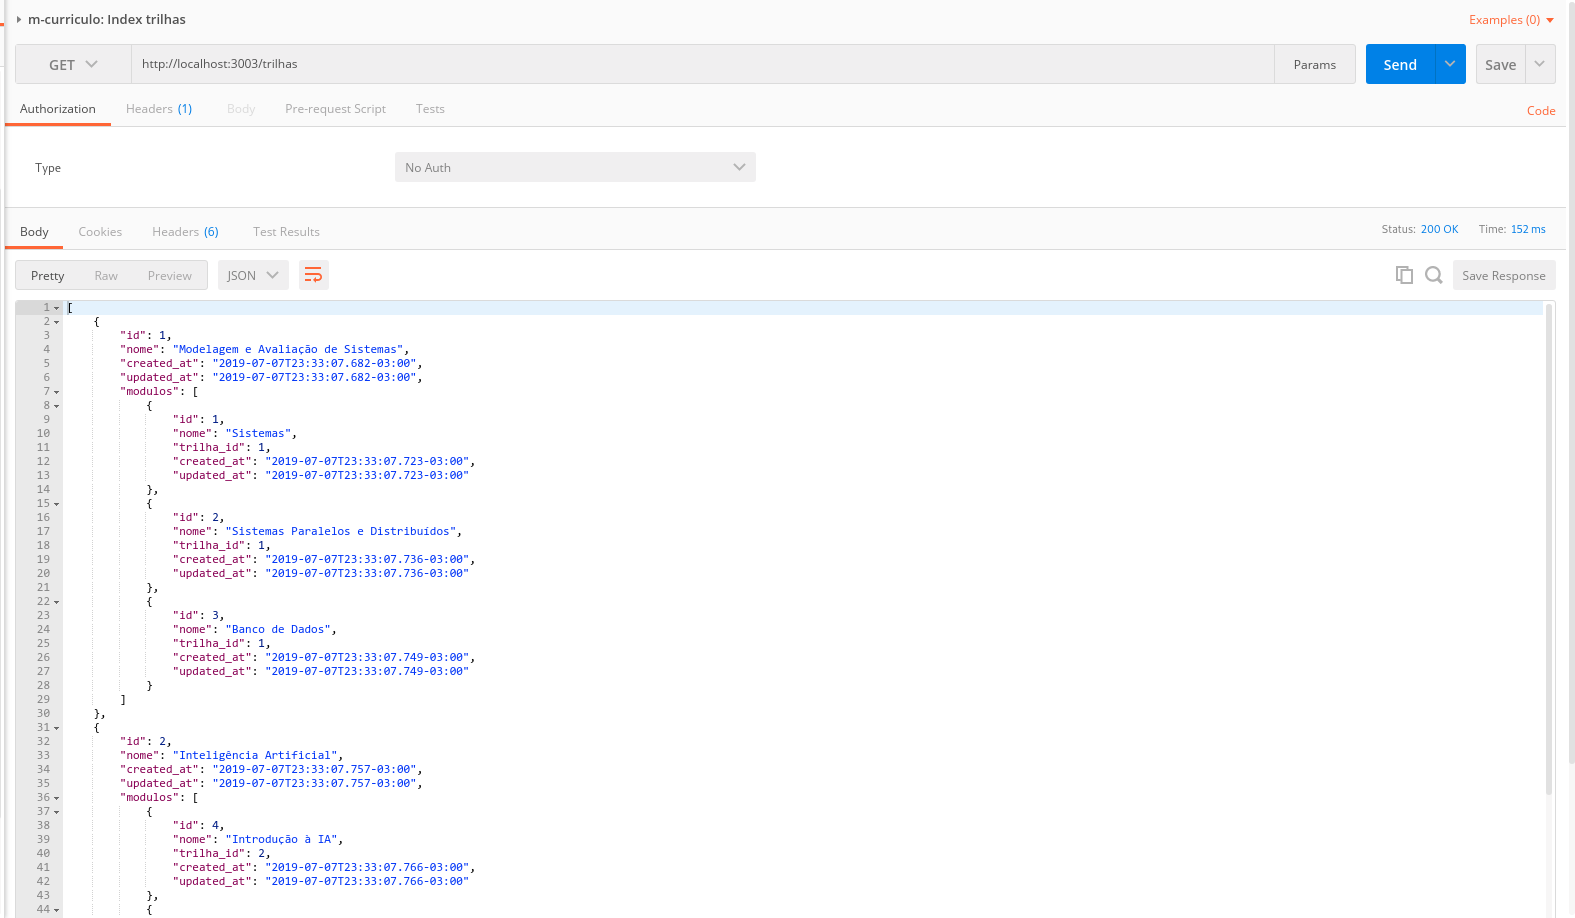 m-curriculo: Index trilhas
Examples (0)
GET
http://localhost:3003/trilhas
Params
Send
Save
Authorization
Headers (1)
Body
Pre-request Script
Tests
Code
Type
No Auth
Body
Cookies
Headers (6)
Test Results
Status: 200 OK
Time: 152 ms
Pretty
Raw
Preview
JSON
Save Response
1 [
2 {
3 "id": 1,
4 "nome": "Modelagem e Avaliação de Sistemas",
5 "created_at": "2019-07-07T23:33:07.682-03:00",
6 "updated_at": "2019-07-07T23:33:07.682-03:00",
7 "modulos": [
8 {
9 "id": 1,
10 "nome": "Sistemas",
11 "trilha_id": 1,
12 "created_at": "2019-07-07T23:33:07.723-03:00",
13 "updated_at": "2019-07-07T23:33:07.723-03:00"
14 },
15 {
16 "id": 2,
17 "nome": "Sistemas Paralelos e Distribuídos",
18 "trilha_id": 1,
19 "created_at": "2019-07-07T23:33:07.736-03:00",
20 "updated_at": "2019-07-07T23:33:07.736-03:00"
21 },
22 {
23 "id": 3,
24 "nome": "Banco de Dados",
25 "trilha_id": 1,
26 "created_at": "2019-07-07T23:33:07.749-03:00",
27 "updated_at": "2019-07-07T23:33:07.749-03:00"
28 }
29 ]
30 },
31 {
32 "id": 2,
33 "nome": "Inteligência Artificial",
34 "created_at": "2019-07-07T23:33:07.757-03:00",
35 "updated_at": "2019-07-07T23:33:07.757-03:00",
36 "modulos": [
37 {
38 "id": 4,
39 "nome": "Introdução à IA",
40 "trilha_id": 2,
41 "created_at": "2019-07-07T23:33:07.766-03:00",
42 "updated_at": "2019-07-07T23:33:07.766-03:00"
43 },
44 {